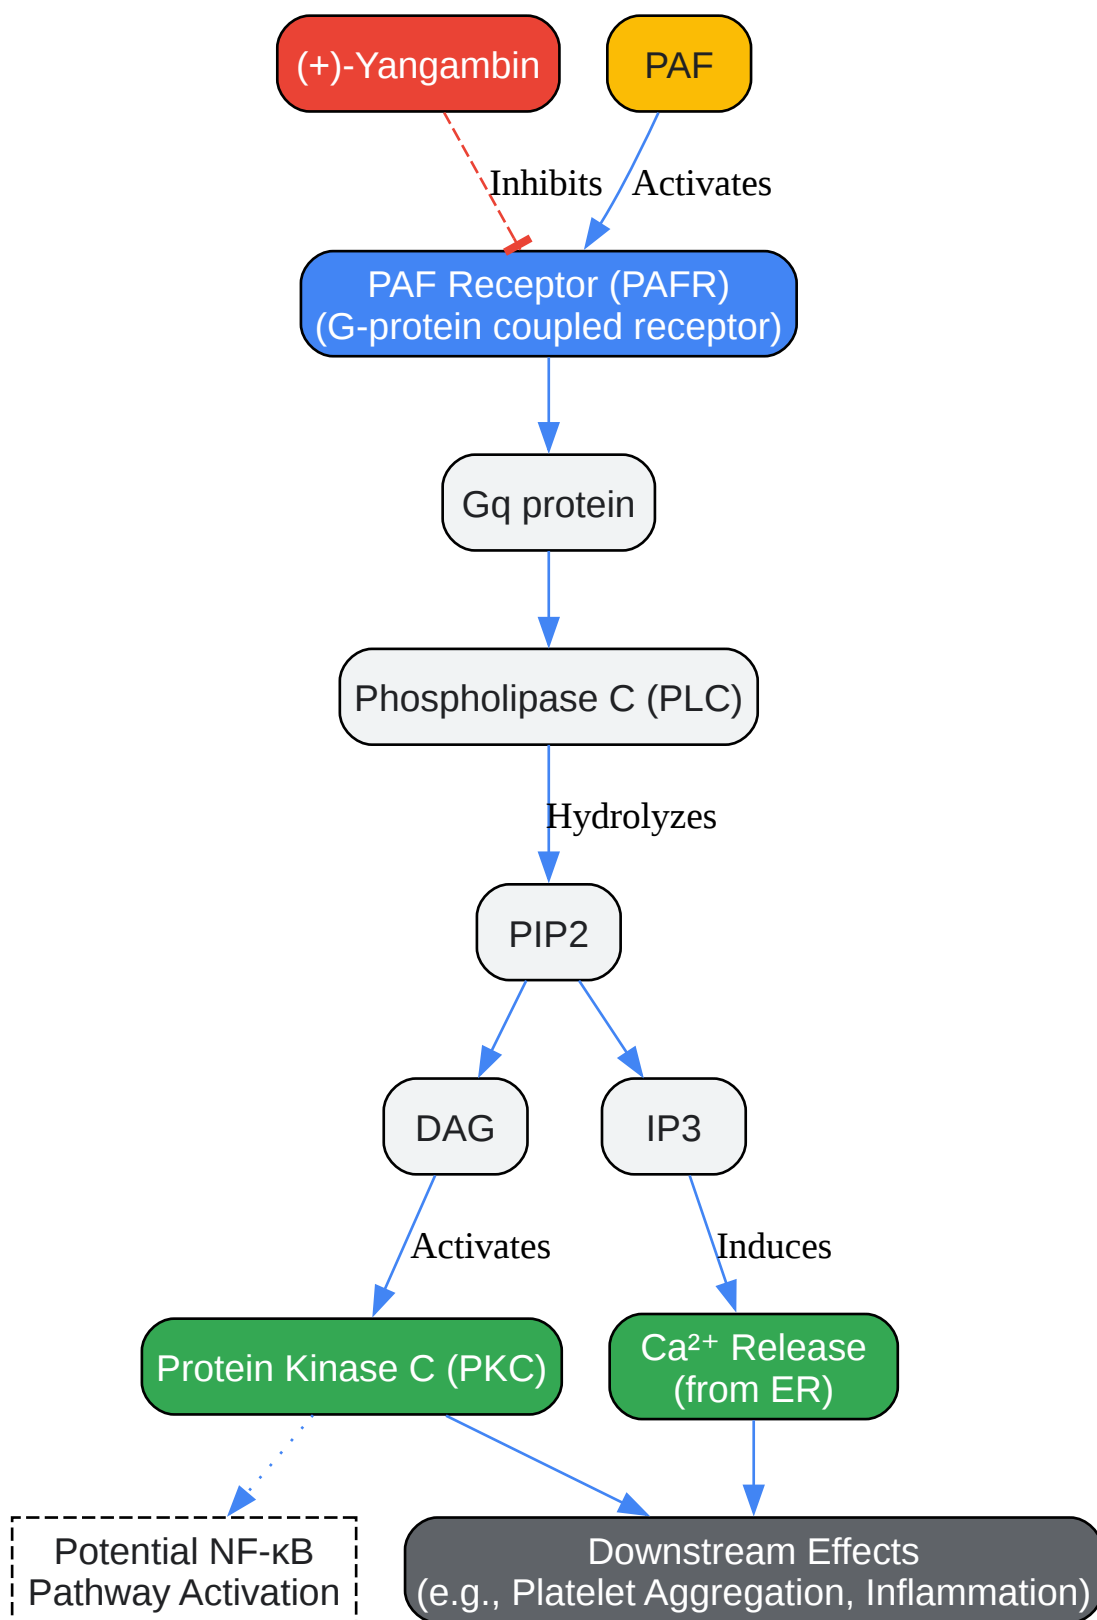 (+)-Yangambin
PAF
Inhibits
Activates
PAF Receptor (PAFR)
(G-protein coupled receptor)
Gq protein
Phospholipase C (PLC)
Hydrolyzes
PIP2
DAG
IP3
Activates
Induces
Protein Kinase C (PKC)
Ca²⁺ Release
(from ER)
Potential NF-κB
Pathway Activation
Downstream Effects
(e.g., Platelet Aggregation, Inflammation)